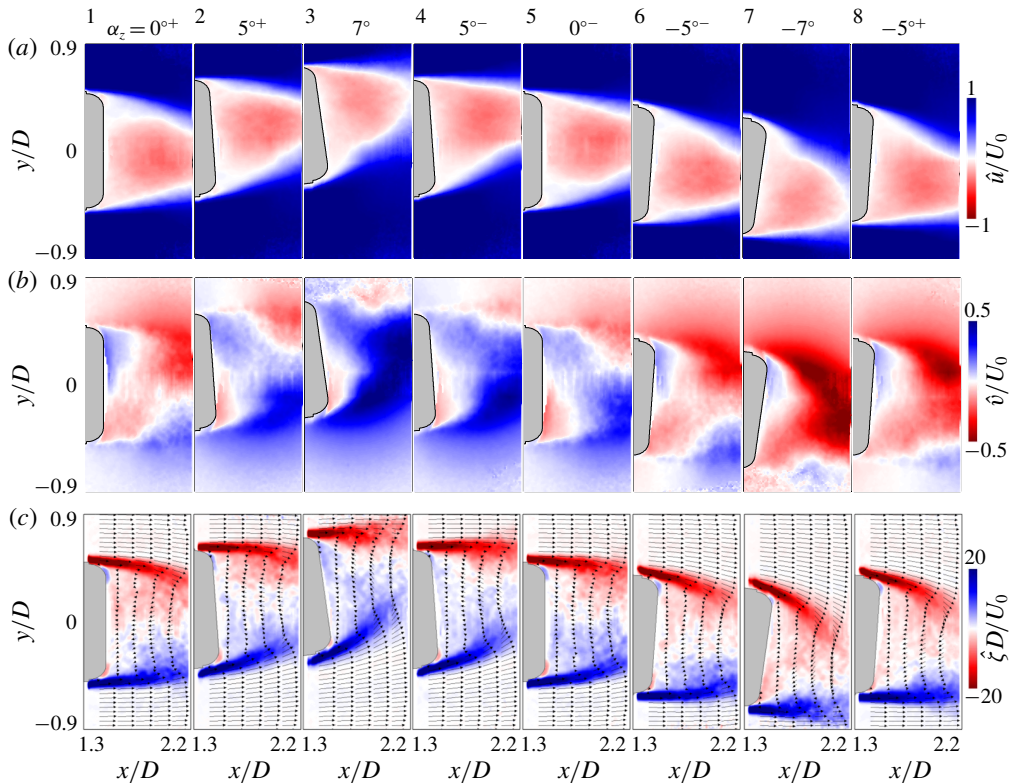 1 2 3 4 5 6 7 8
α_z = 0°⁺ 5°⁺ 7° 5°⁻ 0°⁻ −5°⁻ −7° −5°⁺
(a) 0.9
y/D 0
−0.9
1
û/U₀
−1
(b) 0.9
y/D 0
−0.9
0.5
v̂/U₀
−0.5
(c) 0.9
y/D 0
−0.9
20
ζ̂D/U₀
−20
1.3 2.2 1.3 2.2 1.3 2.2 1.3 2.2 1.3 2.2 1.3 2.2 1.3 2.2 1.3 2.2
x/D x/D x/D x/D x/D x/D x/D x/D